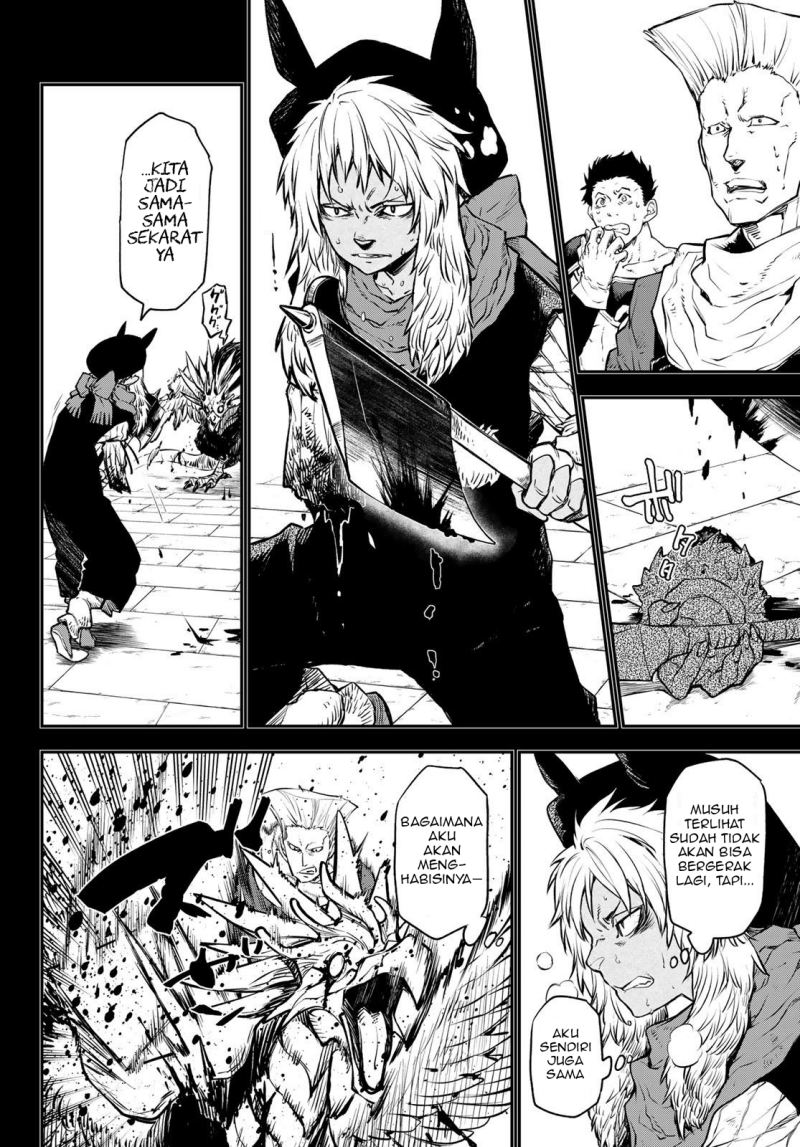 ...KITA
JADI
SAMA-
SAMA
SEKARAT
YA
MUSUH
TERLIHAT
SUDAH TIDAK
AKAN BISA
BERGERAK
LAGI, TAPI...
AKU
SENDIRI
JUGA
SAMA
BAGAIMANA
AKU
AKAN
MENG-
HABISINYA—